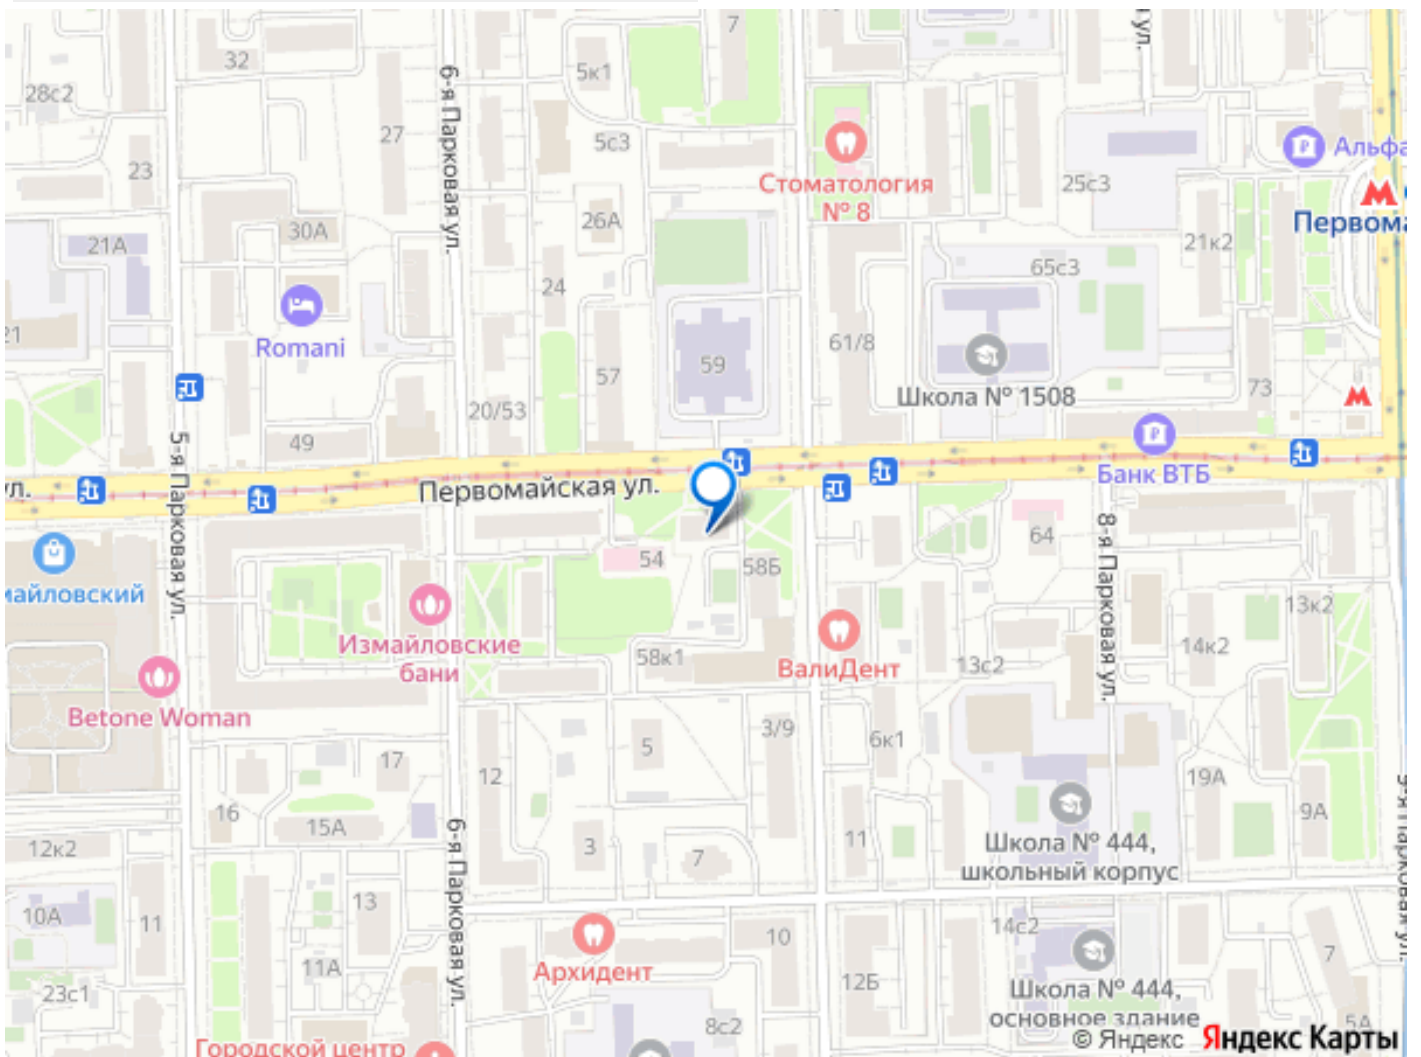 7
ул.
32
5к1
28с2
6-я Парковая ул.
27
5с3
Альфа
23
Стоматология
№ 8
25с3
26А
Первома
30А
21А
21к2
65с3
24
Romani
21
61/8
59
57
Школа № 1508
73
20/53
49
5-я Парковая ул.
Банк ВТБ
ул.
Первомайская ул.
8-я Парковая ул.
64
54
58Б
майловский
13к2
Измайловские
бани
58к1
ВалиДент
13с2
14к2
Betone Woman
3/9
5
6к1
17
12
19А
16
9А
15А
6-я Парковая ул.
11
Школа № 444,
школьный корпус
12к2
3
7
9-я Парковая ул.
13
10А
11
14с2
10
7
Архидент
11А
12Б
23с1
Школа № 444,
основное здание
8с2
5А
Городской центр
© Яндекс Яндекс Карты